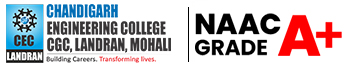 CEC
LANDRAN
CHANDIGARH
ENGINEERING COLLEGE
CGC, LANDRAN, MOHALI
Building Careers. Transforming lives.
NAAC
GRADE A+